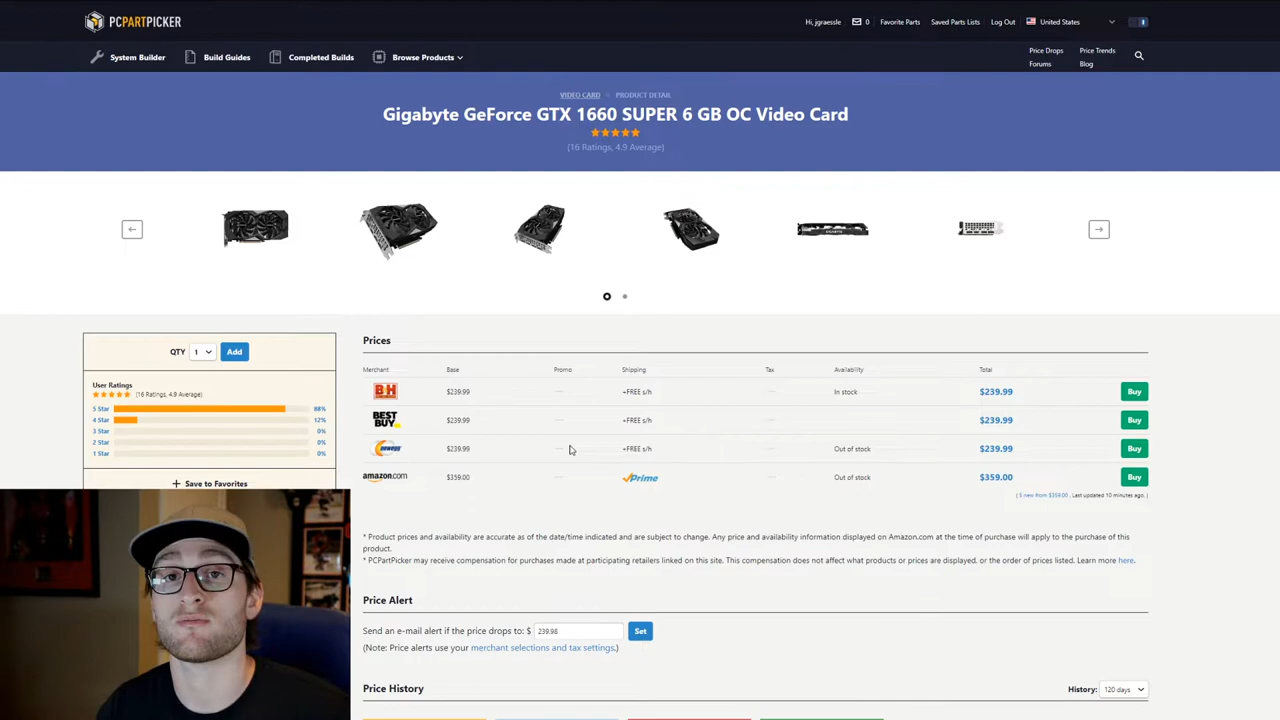 PCPARTPICKER
Hi, jgraessle
0
Favorite Parts
Saved Parts Lists
Log Out
United States
System Builder
Build Guides
Completed Builds
Browse Products
Price Drops
Price Trends
Forums
Blog
VIDEO CARD
PRODUCT DETAIL
Gigabyte GeForce GTX 1660 SUPER 6 GB OC Video Card
(16 Ratings, 4.9 Average)
QTY 1 Add
User Ratings
(16 Ratings, 4.9 Average)
5 Star 88%
4 Star 12%
3 Star 0%
2 Star 0%
1 Star 0%
+ Save to Favorites
Prices
Merchant Base Promo Shipping Tax Availability Total
B&H $239.99 — +FREE s/h — In stock $239.99 Buy
BEST BUY $239.99 — +FREE s/h — $239.99 Buy
newegg $239.99 — +FREE s/h — Out of stock $239.99 Buy
amazon.com $359.00 — Prime — Out of stock $359.00 Buy
( 5 new from $359.00 , Last updated 10 minutes ago. )
* Product prices and availability are accurate as of the date/time indicated and are subject to change. Any price and availability information displayed on Amazon.com at the time of purchase will apply to the purchase of this
product.
* PCPartPicker may receive compensation for purchases made at participating retailers linked on this site. This compensation does not affect what products or prices are displayed, or the order of prices listed. Learn more here.
Price Alert
Send an e-mail alert if the price drops to: $ 239.98 Set
(Note: Price alerts use your merchant selections and tax settings.)
Price History
History: 120 days